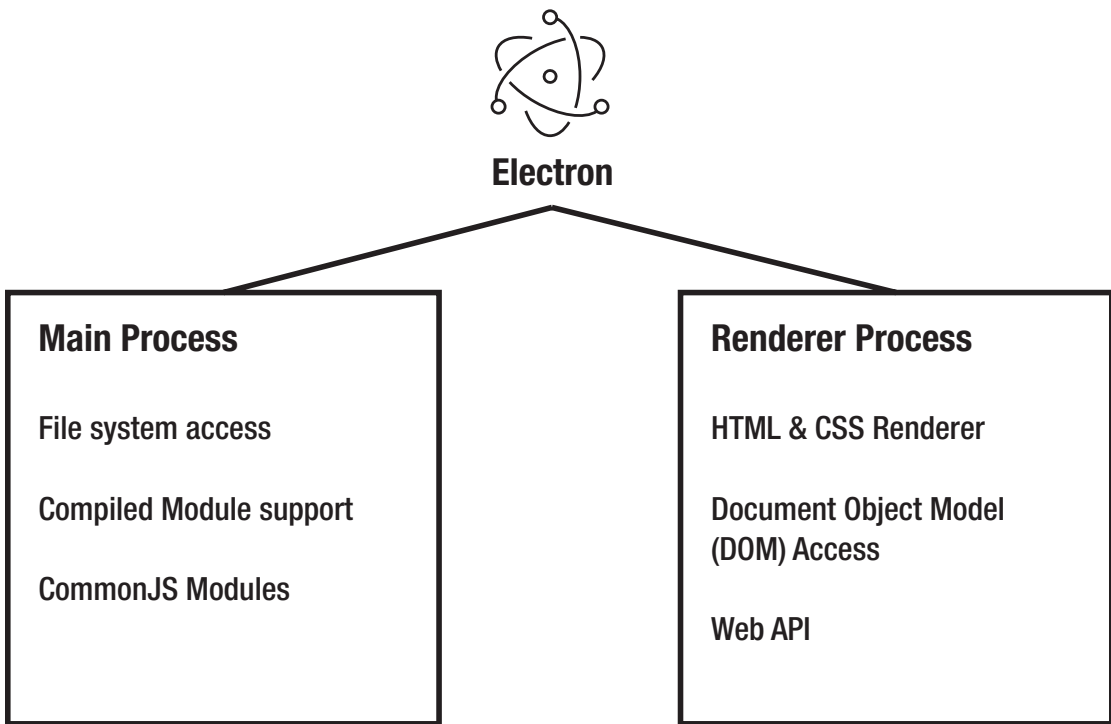 Electron
Main Process
File system access
Compiled Module support
CommonJS Modules
Renderer Process
HTML & CSS Renderer
Document Object Model
(DOM) Access
Web API